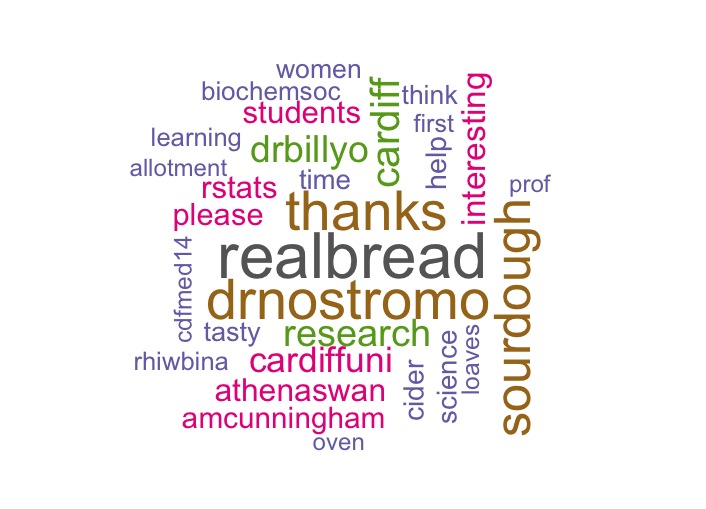 women
biochemsoc
cardiff
think
interesting
students
first
learning
drbillyo
help
allotment
time
prof
rstats
thanks
please
sourdough
realbread
cdfmed14
drnostromo
tasty
research
science
loaves
rhiwbina
cardiffuni
cider
athenaswan
amcunningham
oven